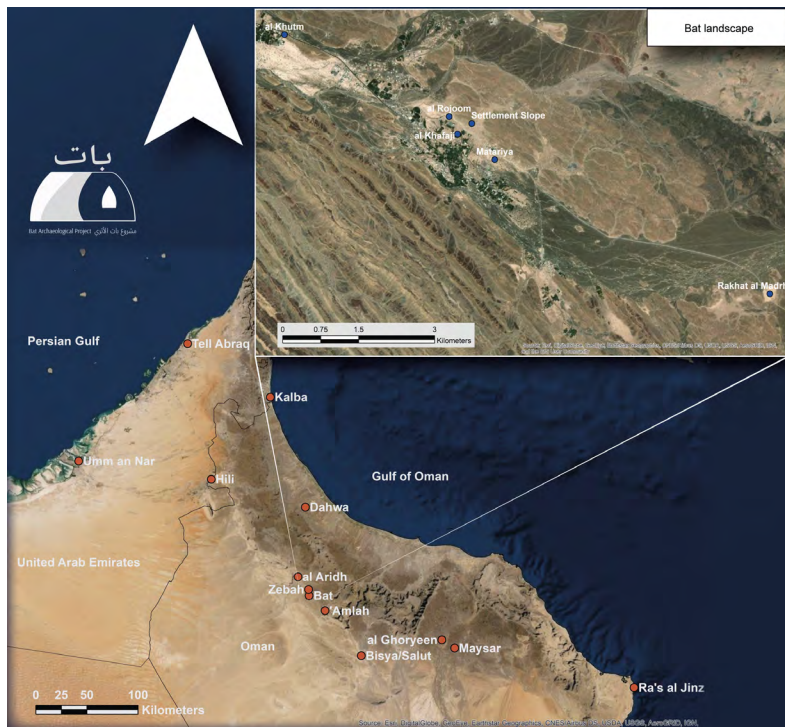 Bat landscape
al Khutm
al Rojoom
Settlement Slope
al Khafaji
Matariya
Rakhat al Madrh
0 0.75 1.5 3
Kilometers
بات
Bat Archaeological Project مشروع بات الأثري
Persian Gulf
Tell Abraq
Kalba
Umm an Nar
Hili
Gulf of Oman
Dahwa
United Arab Emirates
al Aridh
Zebah
Bat
'Amlah
Oman
al Ghoryeen
Maysar
Bisya/Salut
Ra's al Jinz
0 25 50 100
Kilometers
Source: Esri, DigitalGlobe, GeoEye, Earthstar Geographics, CNES/Airbus DS, USDA, USGS, AeroGRID, IGN,